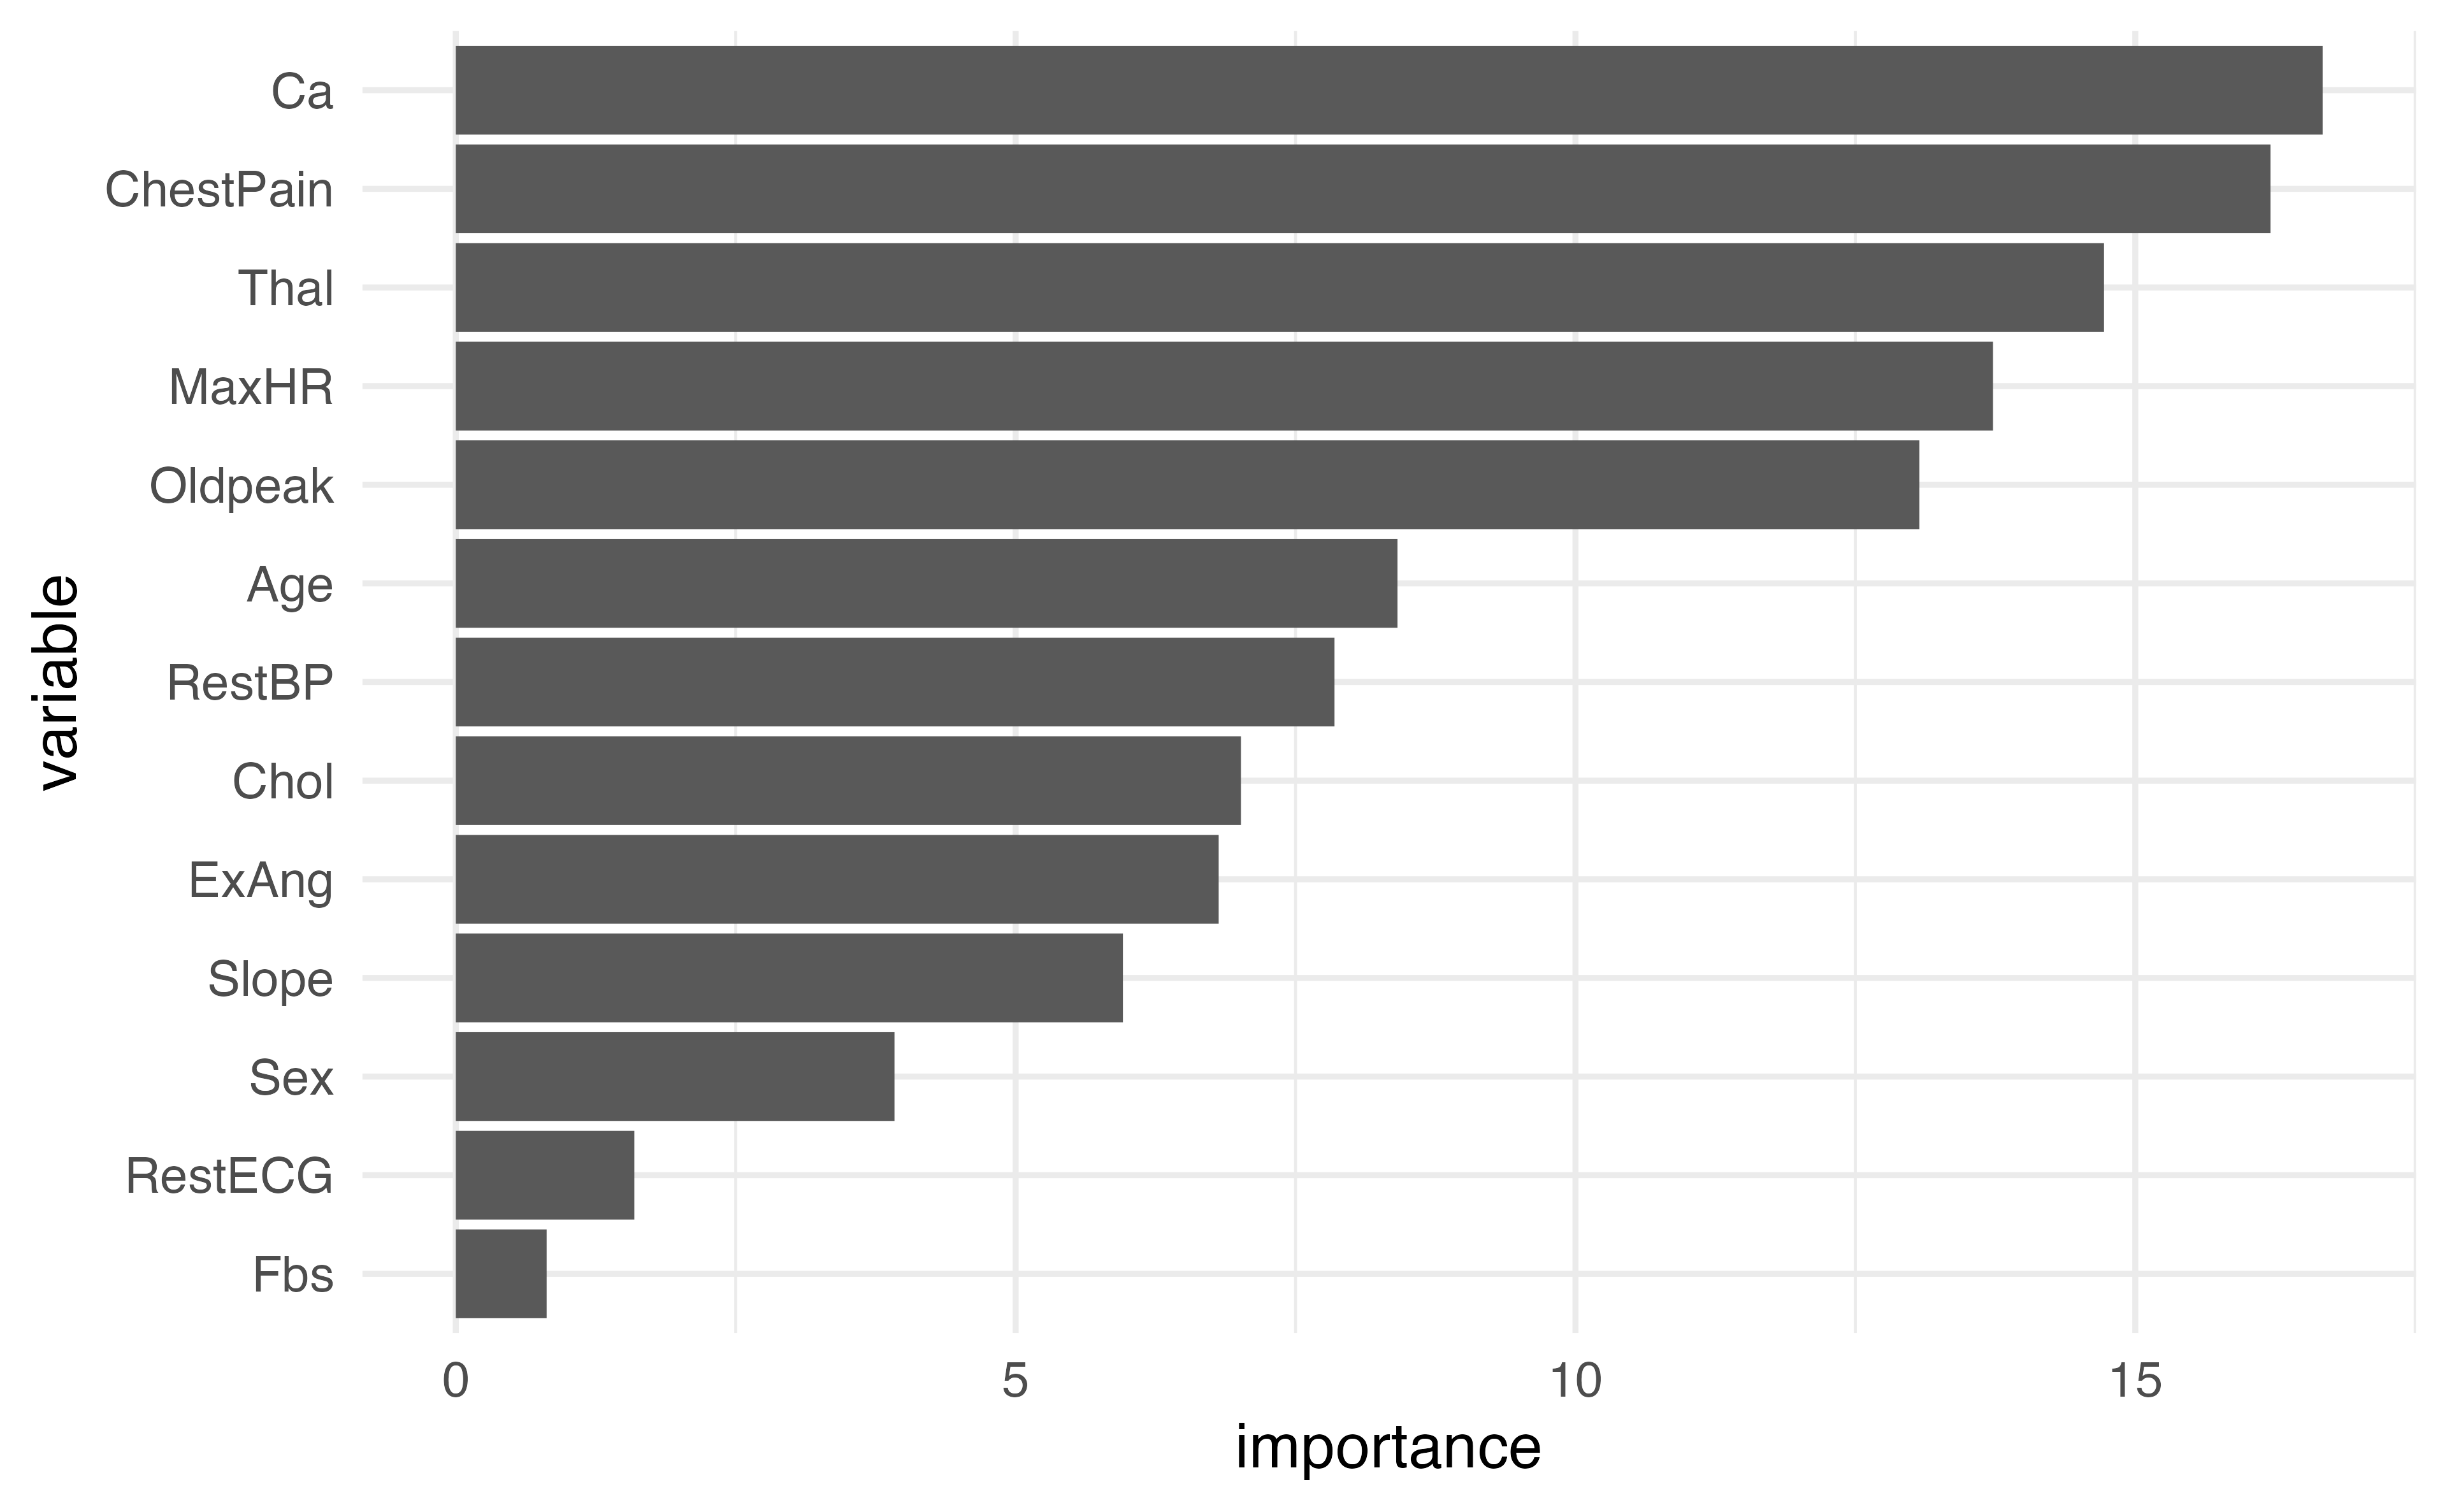 Ca
ChestPain
Thal
MaxHR
Oldpeak
Age
RestBP
Chol
ExAng
Slope
Sex
RestECG
Fbs
variable
0 5 10 15
importance